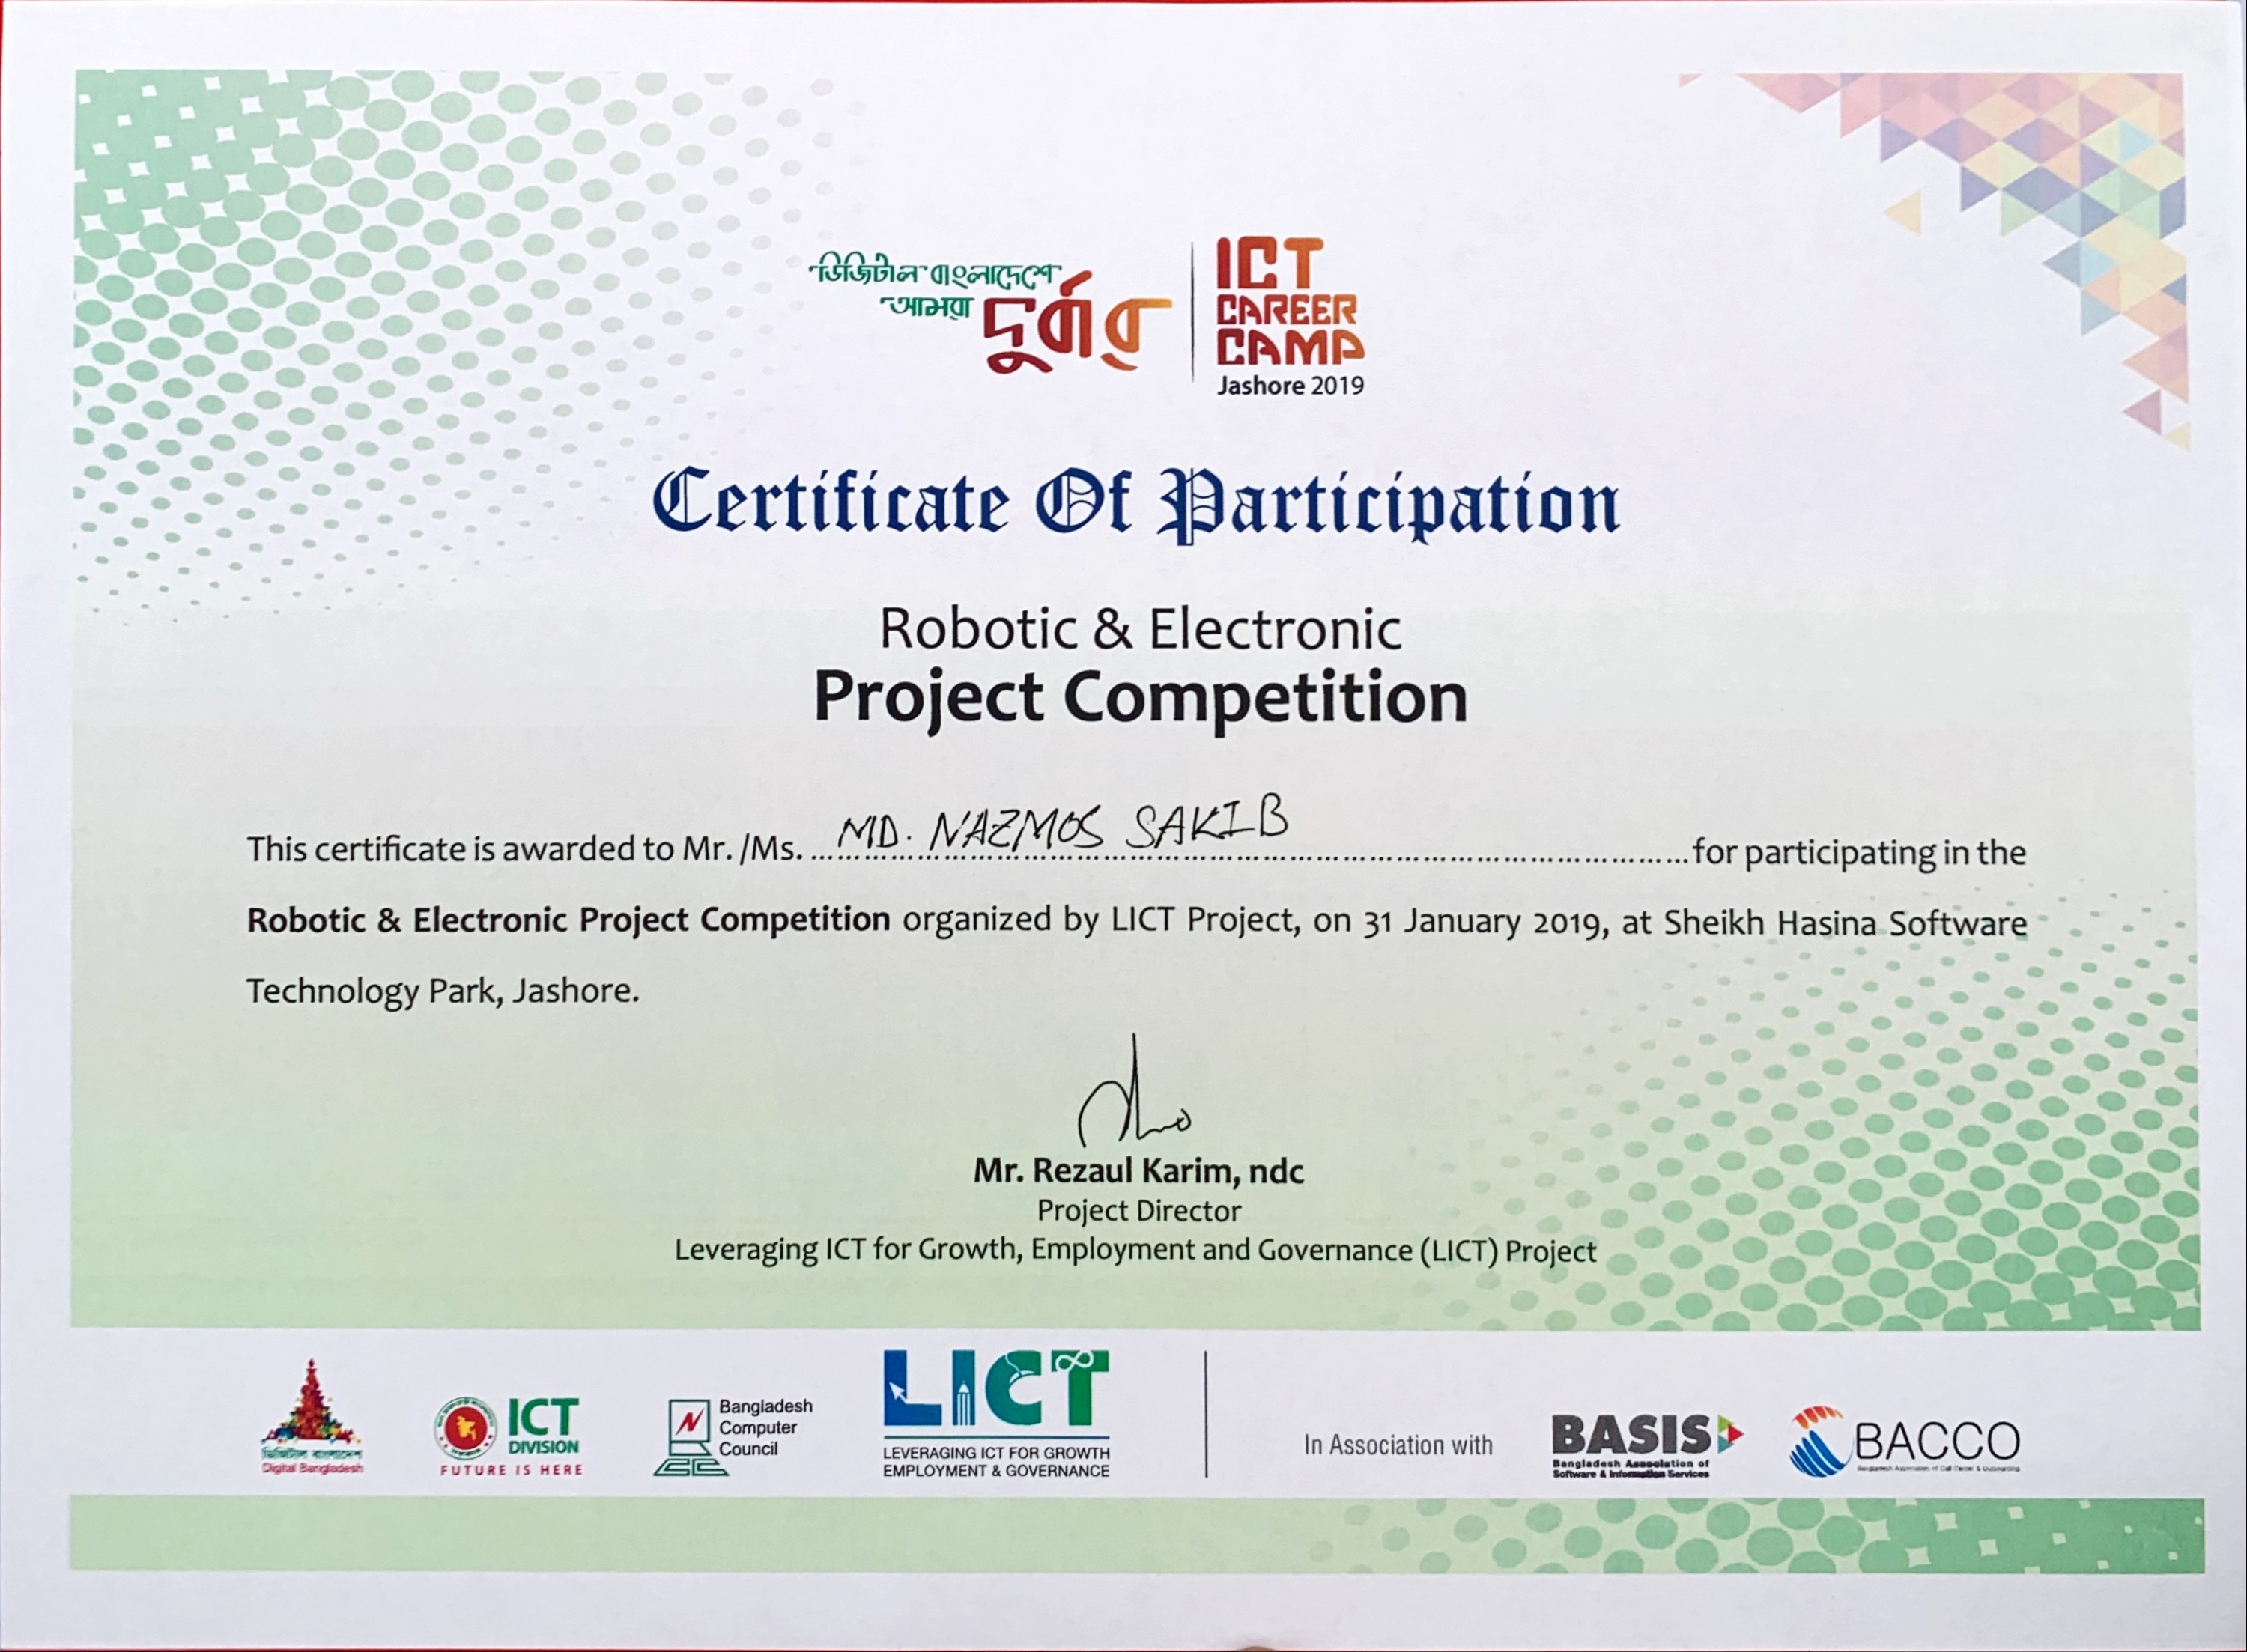 ডিজিটাল বাংলাদেশে
আমরা দুর্বার
ICT
CAREER
CAMP
Jashore 2019
Certificate Of Participation
Robotic & Electronic
Project Competition
This certificate is awarded to Mr. /Ms. MD. NAZMOS SAKIB for participating in the
Robotic & Electronic Project Competition organized by LICT Project, on 31 January 2019, at Sheikh Hasina Software
Technology Park, Jashore.
Mr. Rezaul Karim, ndc
Project Director
Leveraging ICT for Growth, Employment and Governance (LICT) Project
ডিজিটাল বাংলাদেশ
Digital Bangladesh
ICT
DIVISION
FUTURE IS HERE
Bangladesh
Computer
Council
LICT
LEVERAGING ICT FOR GROWTH
EMPLOYMENT & GOVERNANCE
In Association with
BASIS
Bangladesh Association of
Software & Information Services
BACCO
Bangladesh Association of Call Center & Outsourcing